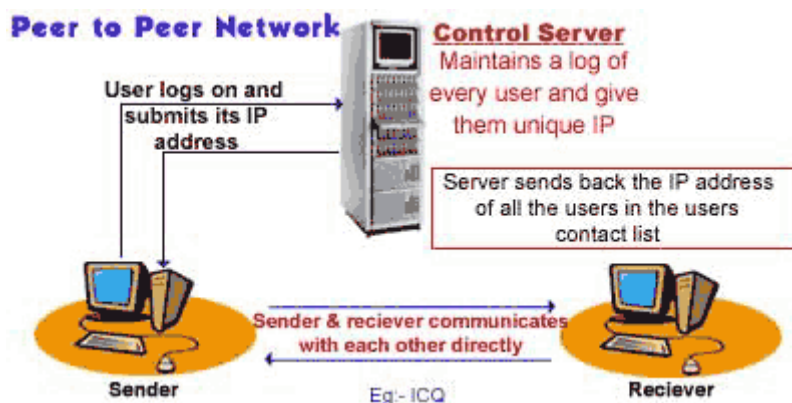 Peer to Peer Network
Control Server
Maintains a log of
every user and give
them unique IP
User logs on and
submits its IP
address
Server sends back the IP address
of all the users in the users
contact list
Sender & reciever communicates
with each other directly
Sender
Reciever
Eg:- ICQ